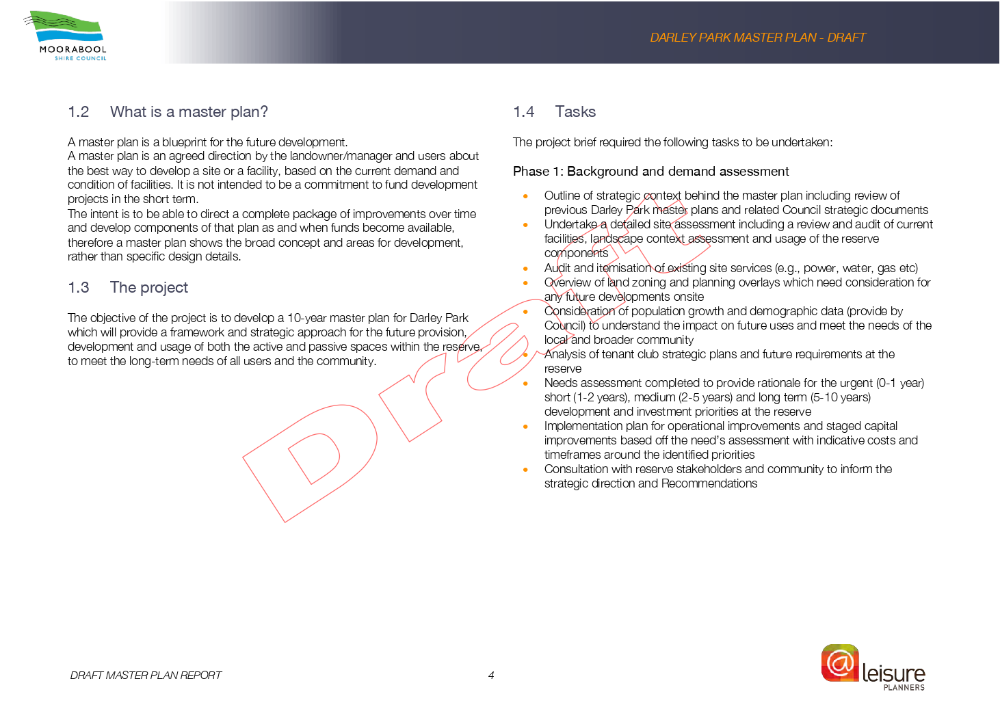 MOORABOOL
SHIRE COUNCIL
DARLEY PARK MASTER PLAN - DRAFT
1.2 What is a master plan?
A master plan is a blueprint for the future development.
A master plan is an agreed direction by the landowner/manager and users about
the best way to develop a site or a facility, based on the current demand and
condition of facilities. It is not intended to be a commitment to fund development
projects in the short term.
The intent is to be able to direct a complete package of improvements over time
and develop components of that plan as and when funds become available,
therefore a master plan shows the broad concept and areas for development,
rather than specific design details.
1.3 The project
The objective of the project is to develop a 10-year master plan for Darley Park
which will provide a framework and strategic approach for the future provision,
development and usage of both the active and passive spaces within the reserve,
to meet the long-term needs of all users and the community.
1.4 Tasks
The project brief required the following tasks to be undertaken:
Phase 1: Background and demand assessment
• Outline of strategic context behind the master plan including review of
previous Darley Park master plans and related Council strategic documents
• Undertake a detailed site assessment including a review and audit of current
facilities, landscape context assessment and usage of the reserve
components
• Audit and itemisation of existing site services (e.g., power, water, gas etc)
• Overview of land zoning and planning overlays which need consideration for
any future developments onsite
• Consideration of population growth and demographic data (provide by
Council) to understand the impact on future uses and meet the needs of the
local and broader community
• Analysis of tenant club strategic plans and future requirements at the
reserve
• Needs assessment completed to provide rationale for the urgent (0-1 year)
short (1-2 years), medium (2-5 years) and long term (5-10 years)
development and investment priorities at the reserve
• Implementation plan for operational improvements and staged capital
improvements based off the need's assessment with indicative costs and
timeframes around the identified priorities
• Consultation with reserve stakeholders and community to inform the
strategic direction and Recommendations
Draft
DRAFT MASTER PLAN REPORT
4
@leisure
PLANNERS